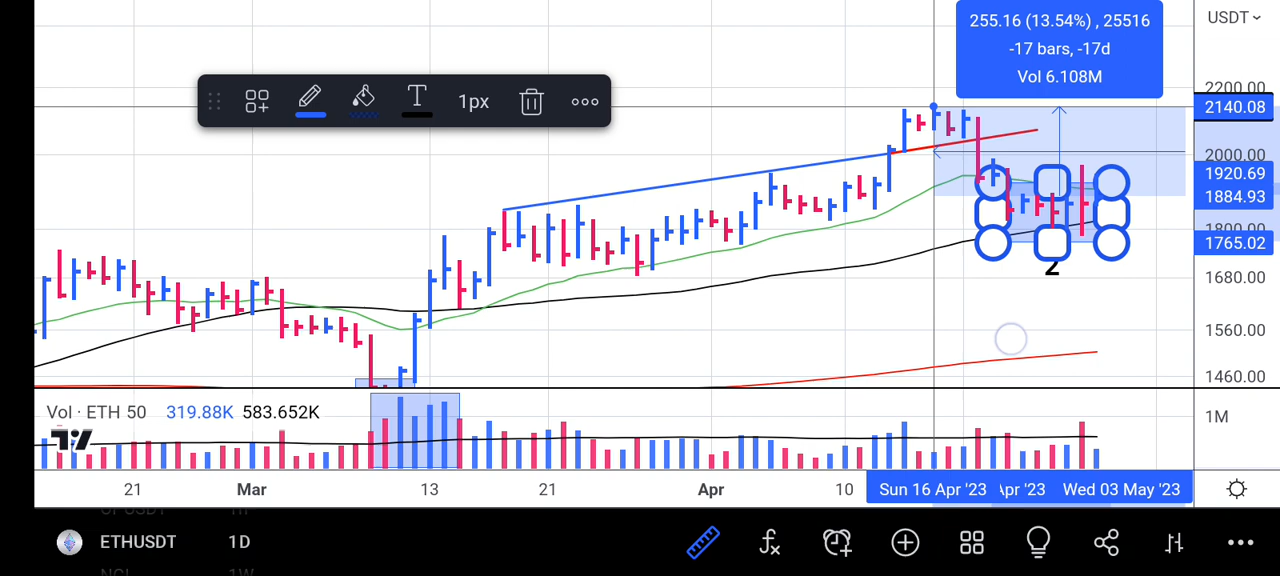 255.16 (13.54%) , 25516
-17 bars, -17d
Vol 6.108M
USDT
2200.00
2140.08
2000.00
1920.69
1884.93
1800.00
1765.02
1680.00
1560.00
1460.00
T
1px
2
Vol · ETH 50 319.88K 583.652K
1M
21
Mar
13
21
Apr
10
Sun 16 Apr '23
Apr '23
Wed 03 May '23
ETHUSDT 1D